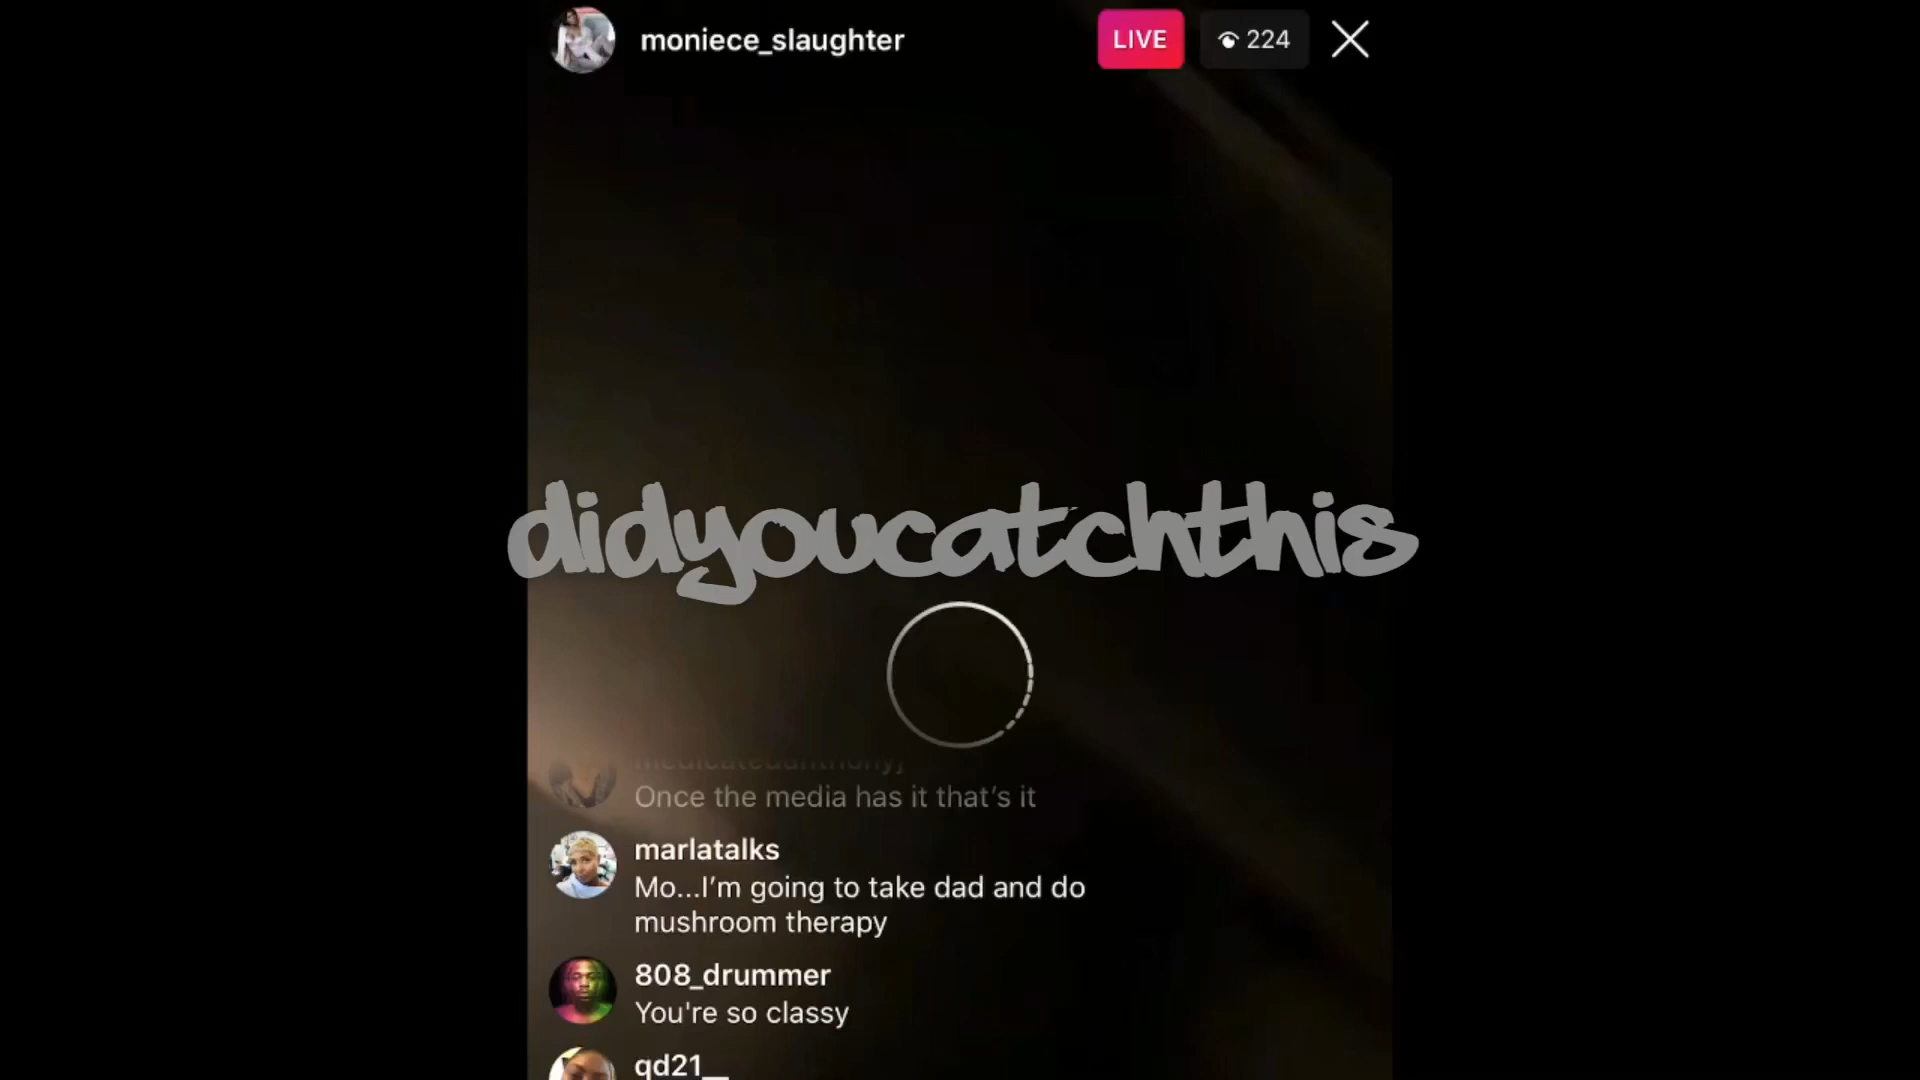 moniece_slaughter
LIVE
224
didyoucatchthis
Once the media has it that's it
marlatalks
Mo...I'm going to take dad and do
mushroom therapy
808_drummer
You're so classy
qd21__